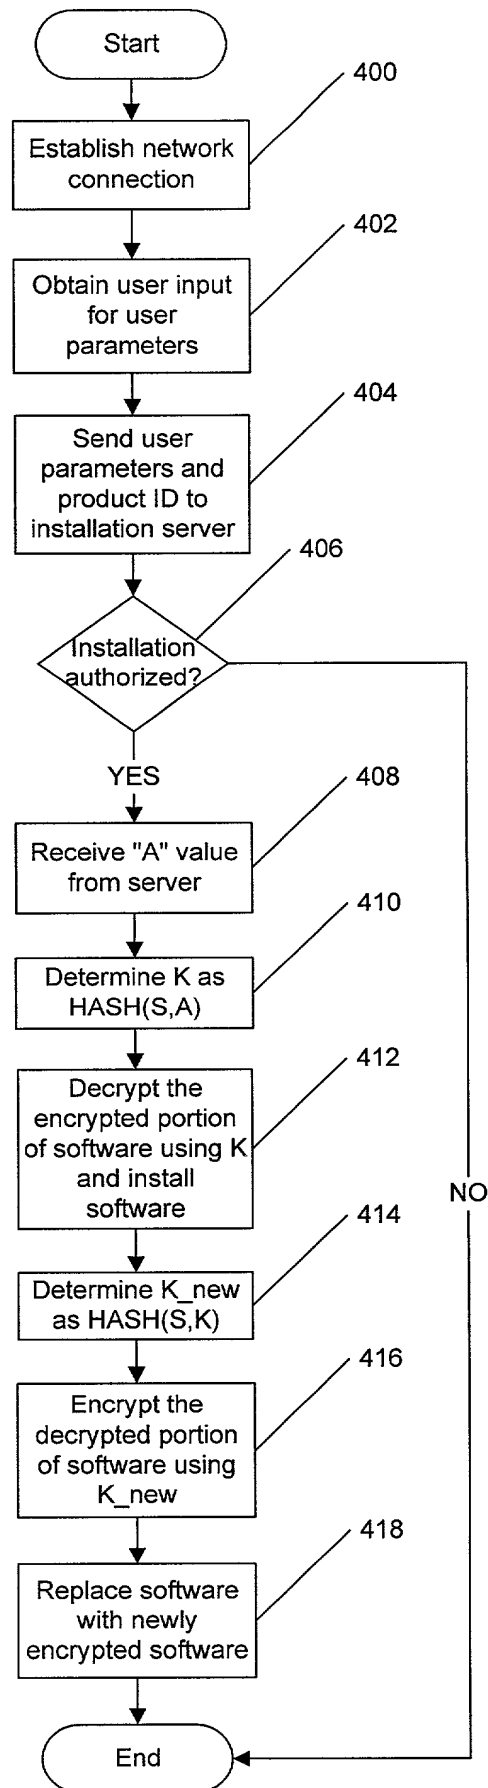 Start
400
Establish network
connection
402
Obtain user input
for user
parameters
404
Send user
parameters and
product ID to
installation server
406
Installation
authorized?
YES
408
Receive "A" value
from server
410
Determine K as
HASH(S,A)
412
Decrypt the
encrypted portion
of software using K
and install
software
NO
414
Determine K_new
as HASH(S,K)
416
Encrypt the
decrypted portion
of software using
K_new
418
Replace software
with newly
encrypted software
End